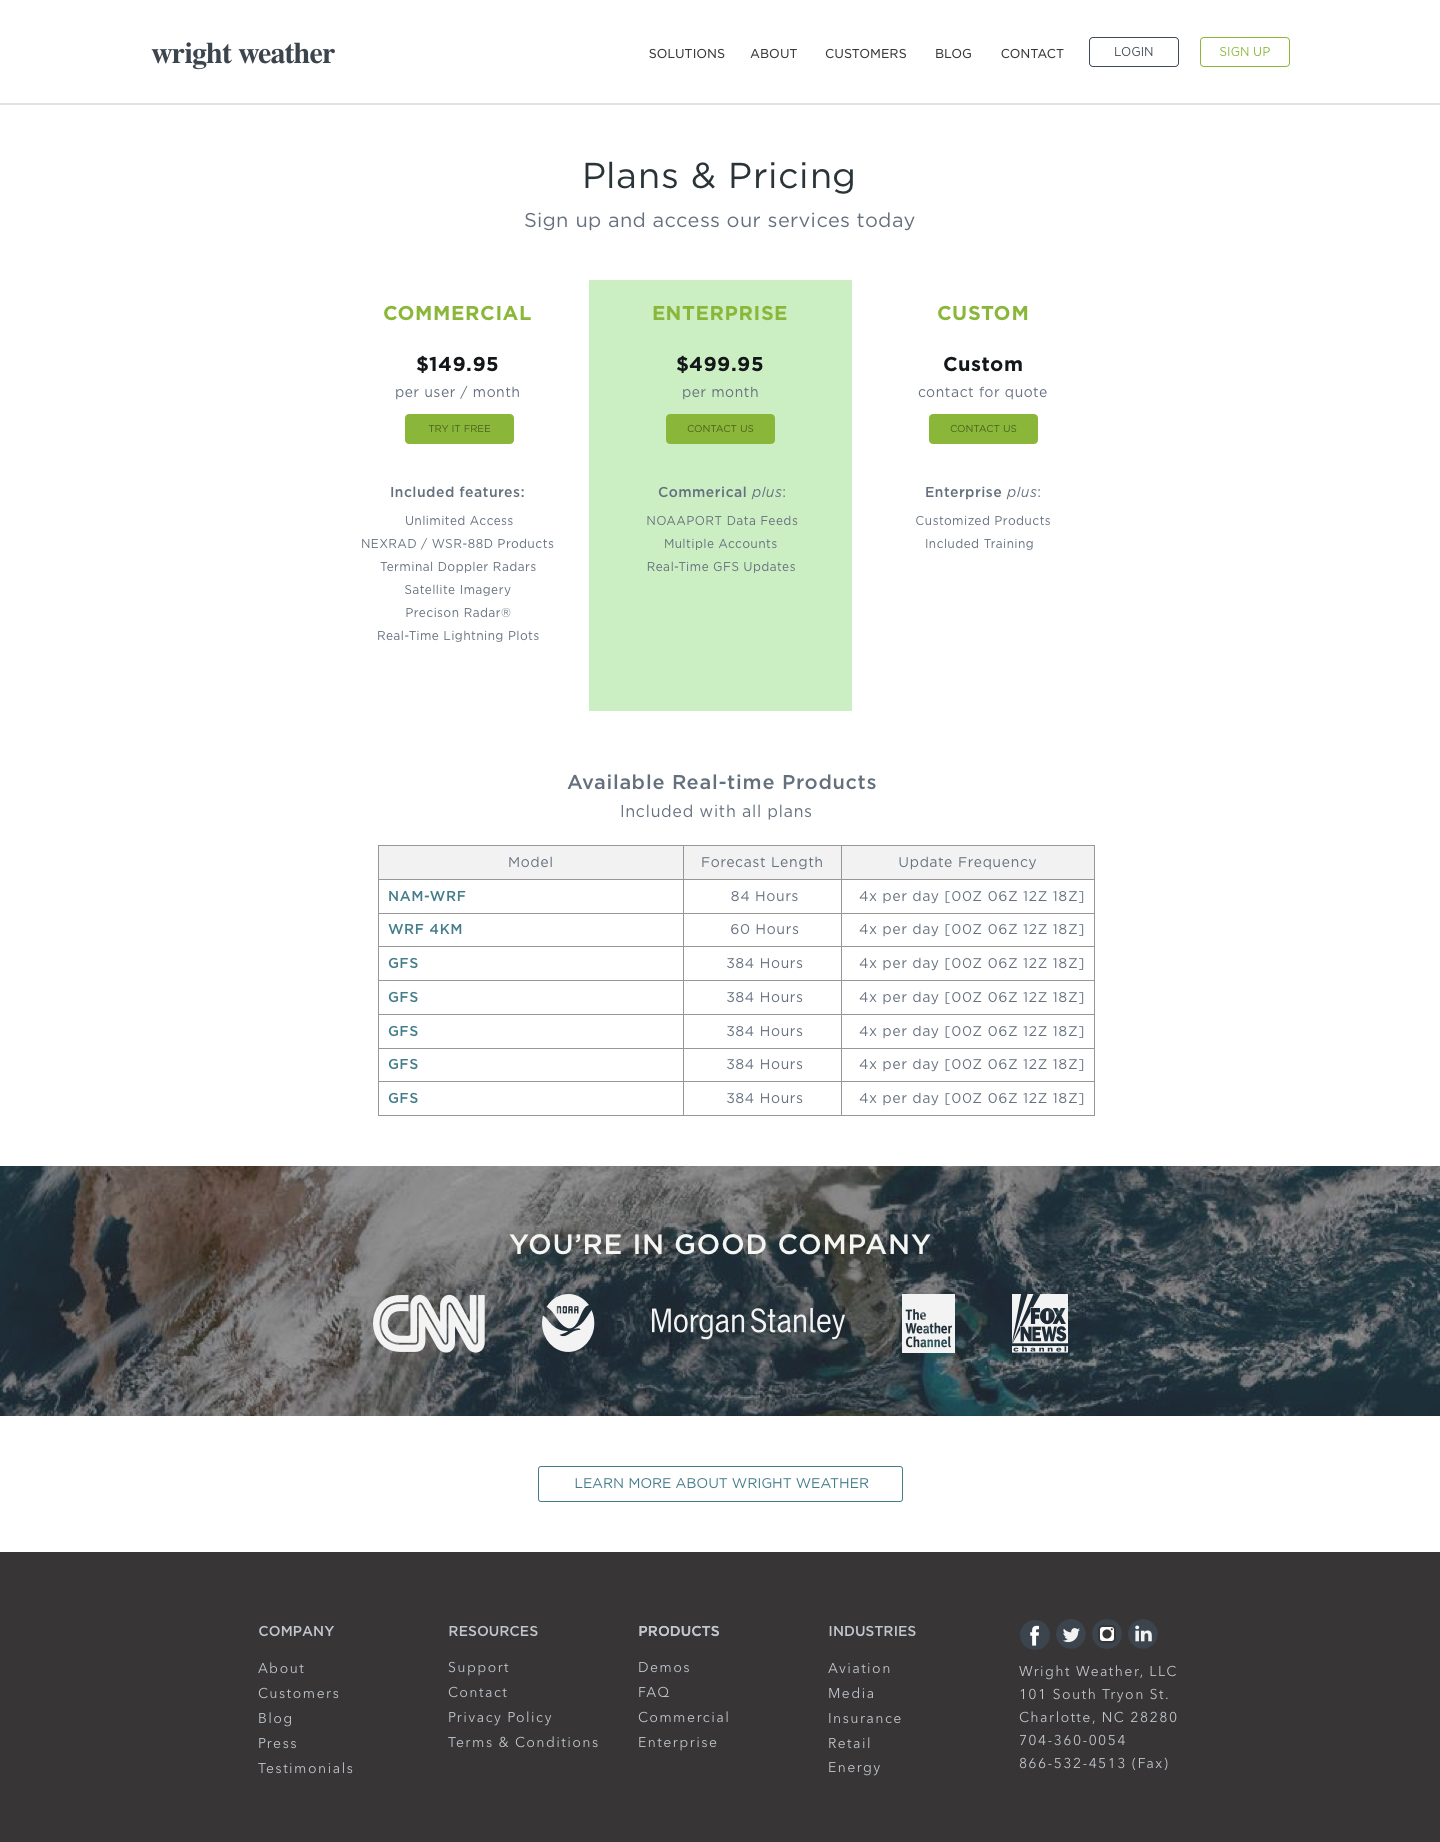 wright weather
SOLUTIONS ABOUT CUSTOMERS BLOG CONTACT LOGIN SIGN UP
Plans & Pricing
Sign up and access our services today
COMMERCIAL
$149.95
per user / month
TRY IT FREE
Included features:
Unlimited Access
NEXRAD / WSR-88D Products
Terminal Doppler Radars
Satellite Imagery
Precison Radar®
Real-Time Lightning Plots
ENTERPRISE
$499.95
per month
CONTACT US
Commerical plus:
NOAAPORT Data Feeds
Multiple Accounts
Real-Time GFS Updates
CUSTOM
Custom
contact for quote
CONTACT US
Enterprise plus:
Customized Products
Included Training
Available Real-time Products
Included with all plans
Model Forecast Length Update Frequency
NAM-WRF 84 Hours 4x per day [00Z 06Z 12Z 18Z]
WRF 4KM 60 Hours 4x per day [00Z 06Z 12Z 18Z]
GFS 384 Hours 4x per day [00Z 06Z 12Z 18Z]
GFS 384 Hours 4x per day [00Z 06Z 12Z 18Z]
GFS 384 Hours 4x per day [00Z 06Z 12Z 18Z]
GFS 384 Hours 4x per day [00Z 06Z 12Z 18Z]
GFS 384 Hours 4x per day [00Z 06Z 12Z 18Z]
YOU’RE IN GOOD COMPANY
CNN
NOAA
Morgan Stanley
The
Weather
Channel
FOX
NEWS
channel
LEARN MORE ABOUT WRIGHT WEATHER
COMPANY
About
Customers
Blog
Press
Testimonials
RESOURCES
Support
Contact
Privacy Policy
Terms & Conditions
PRODUCTS
Demos
FAQ
Commercial
Enterprise
INDUSTRIES
Aviation
Media
Insurance
Retail
Energy
f in
Wright Weather, LLC
101 South Tryon St.
Charlotte, NC 28280
704-360-0054
866-532-4513 (Fax)